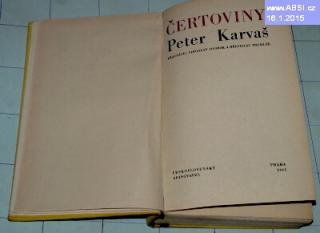 www.ABSI.cz
16.1.2015
ČERTOVINY
Peter Karvaš
ČESKOSLOVENSKÝ
SPISOVATEL
PRAHA